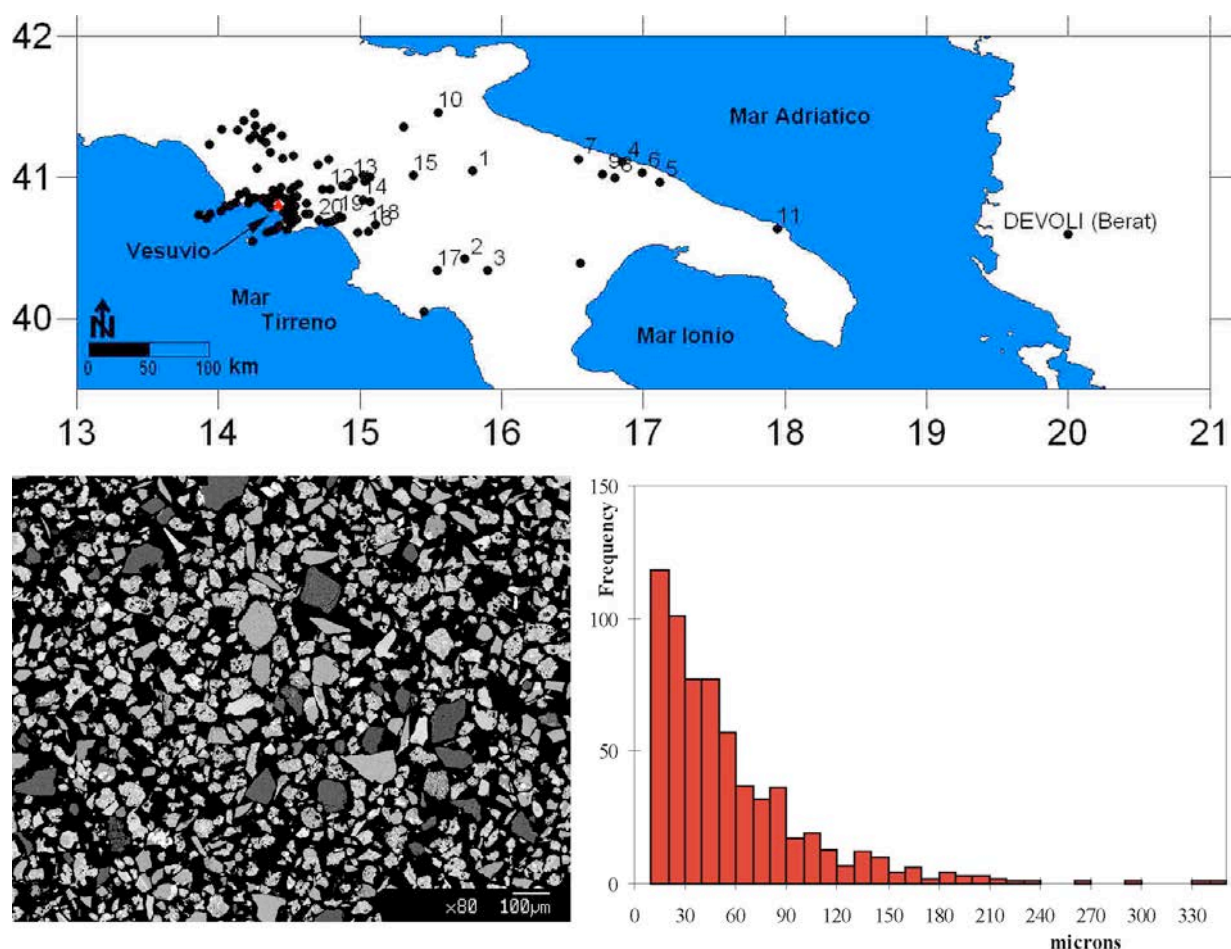 42
10
Mar Adriatico
7 4
13 15 1 9 8 6 5
41
12 14
19 18
20 16
11
DEVOLI (Berat)
Vesuvio
17 2 3
Mar
Tirreno
40
N
Mar Ionio
0 50 100 km
13 14 15 16 17 18 19 20 21
×80 100µm
150
Frequency
100
50
0
0 30 60 90 120 150 180 210 240 270 300 330
microns